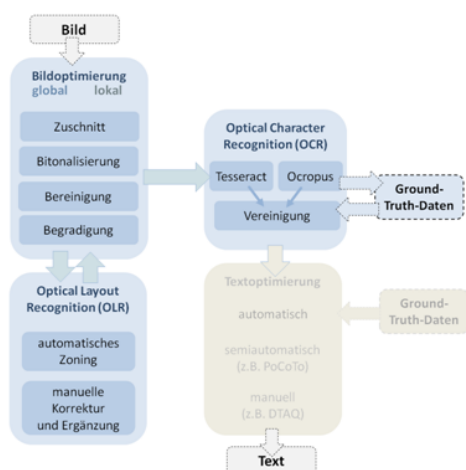 Bild
Bildoptimierung
global lokal
Zuschnitt
Bitonalisierung
Bereinigung
Begradigung
Optical Layout
Recognition (OLR)
automatisches
Zoning
manuelle
Korrektur
und Ergänzung
Optical Character
Recognition (OCR)
Tesseract
Ocropus
Vereinigung
Ground-
Truth-Daten
Textoptimierung
automatisch
semiautomatisch
(z.B. PoCoTo)
manuell
(z.B. DTAQ)
Ground-
Truth-Daten
Text